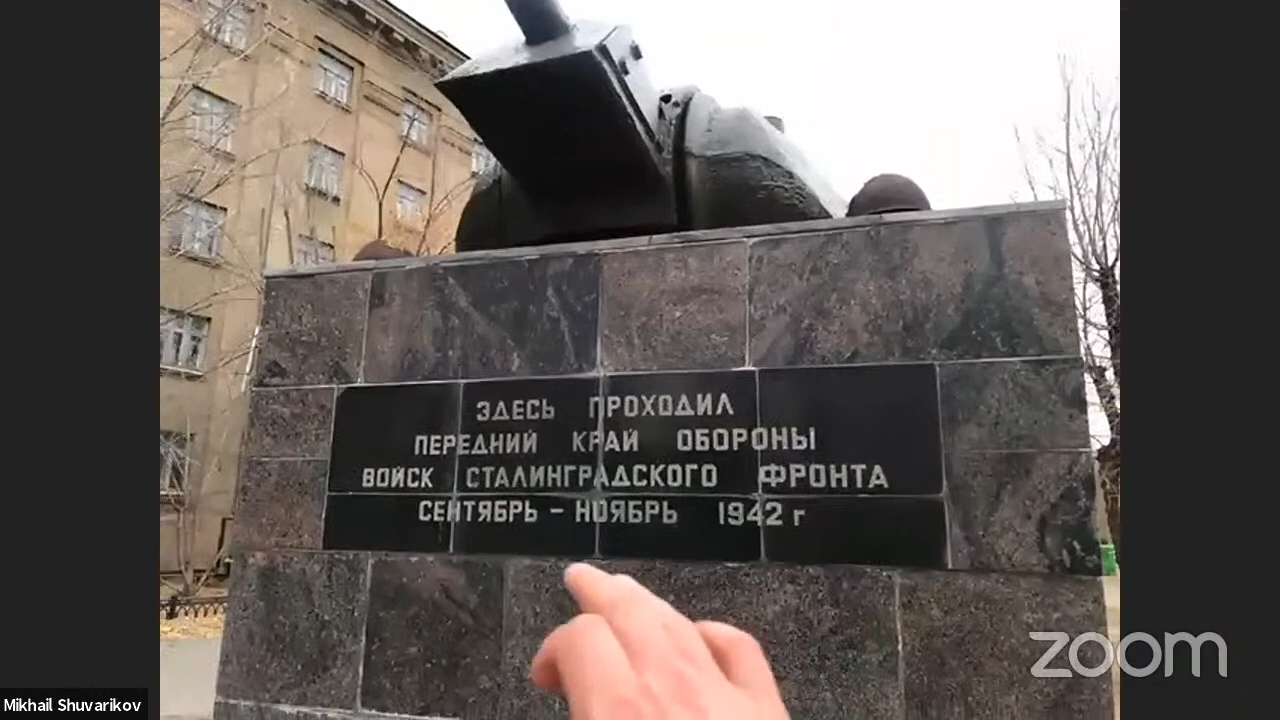 ЗДЕСЬ ПРОХОДИЛ
ПЕРЕДНИЙ КРАЙ ОБОРОНЫ
ВОЙСК СТАЛИНГРАДСКОГО ФРОНТА
СЕНТЯБРЬ – НОЯБРЬ 1942 г
zoom
Mikhail Shuvarikov